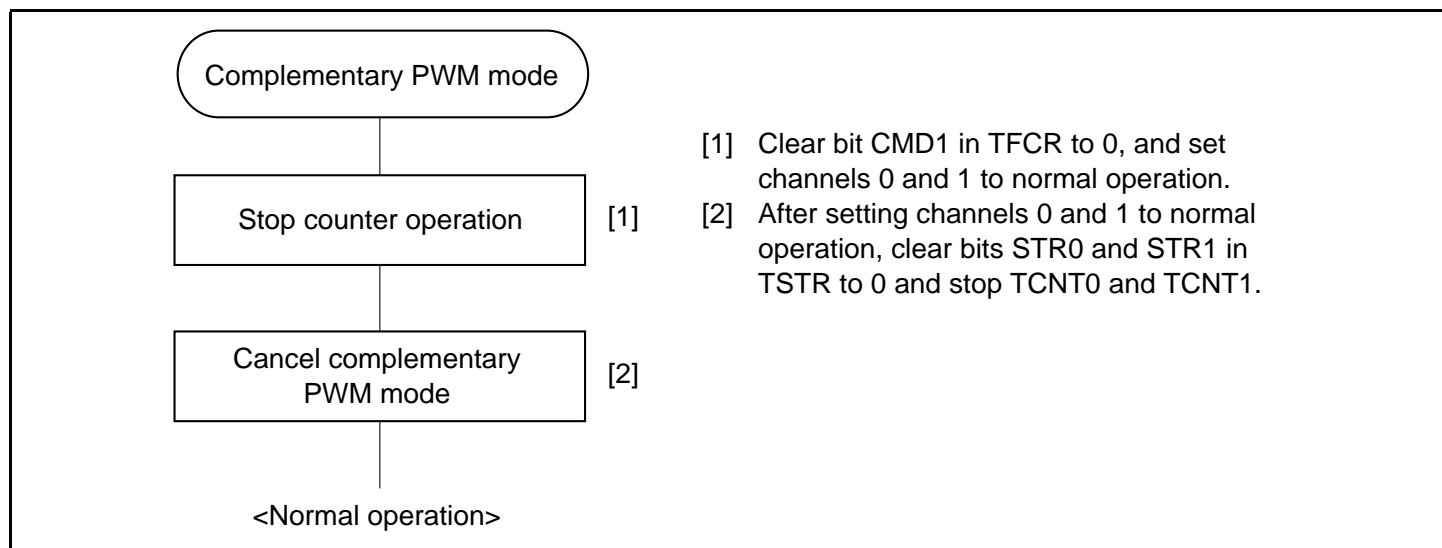 Complementary PWM mode
Stop counter operation [1]
Cancel complementary
PWM mode
[2]
<Normal operation>
[1] Clear bit CMD1 in TFCR to 0, and set
channels 0 and 1 to normal operation.
[2] After setting channels 0 and 1 to normal
operation, clear bits STR0 and STR1 in
TSTR to 0 and stop TCNT0 and TCNT1.